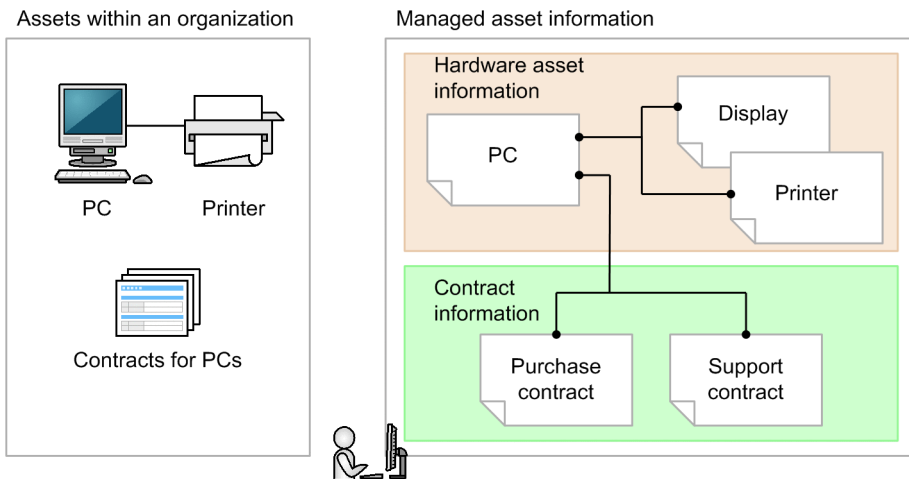 Assets within an organization
PC
Printer
Contracts for PCs
Managed asset information
Hardware asset
information
PC
Display
Printer
Contract
information
Purchase
contract
Support
contract